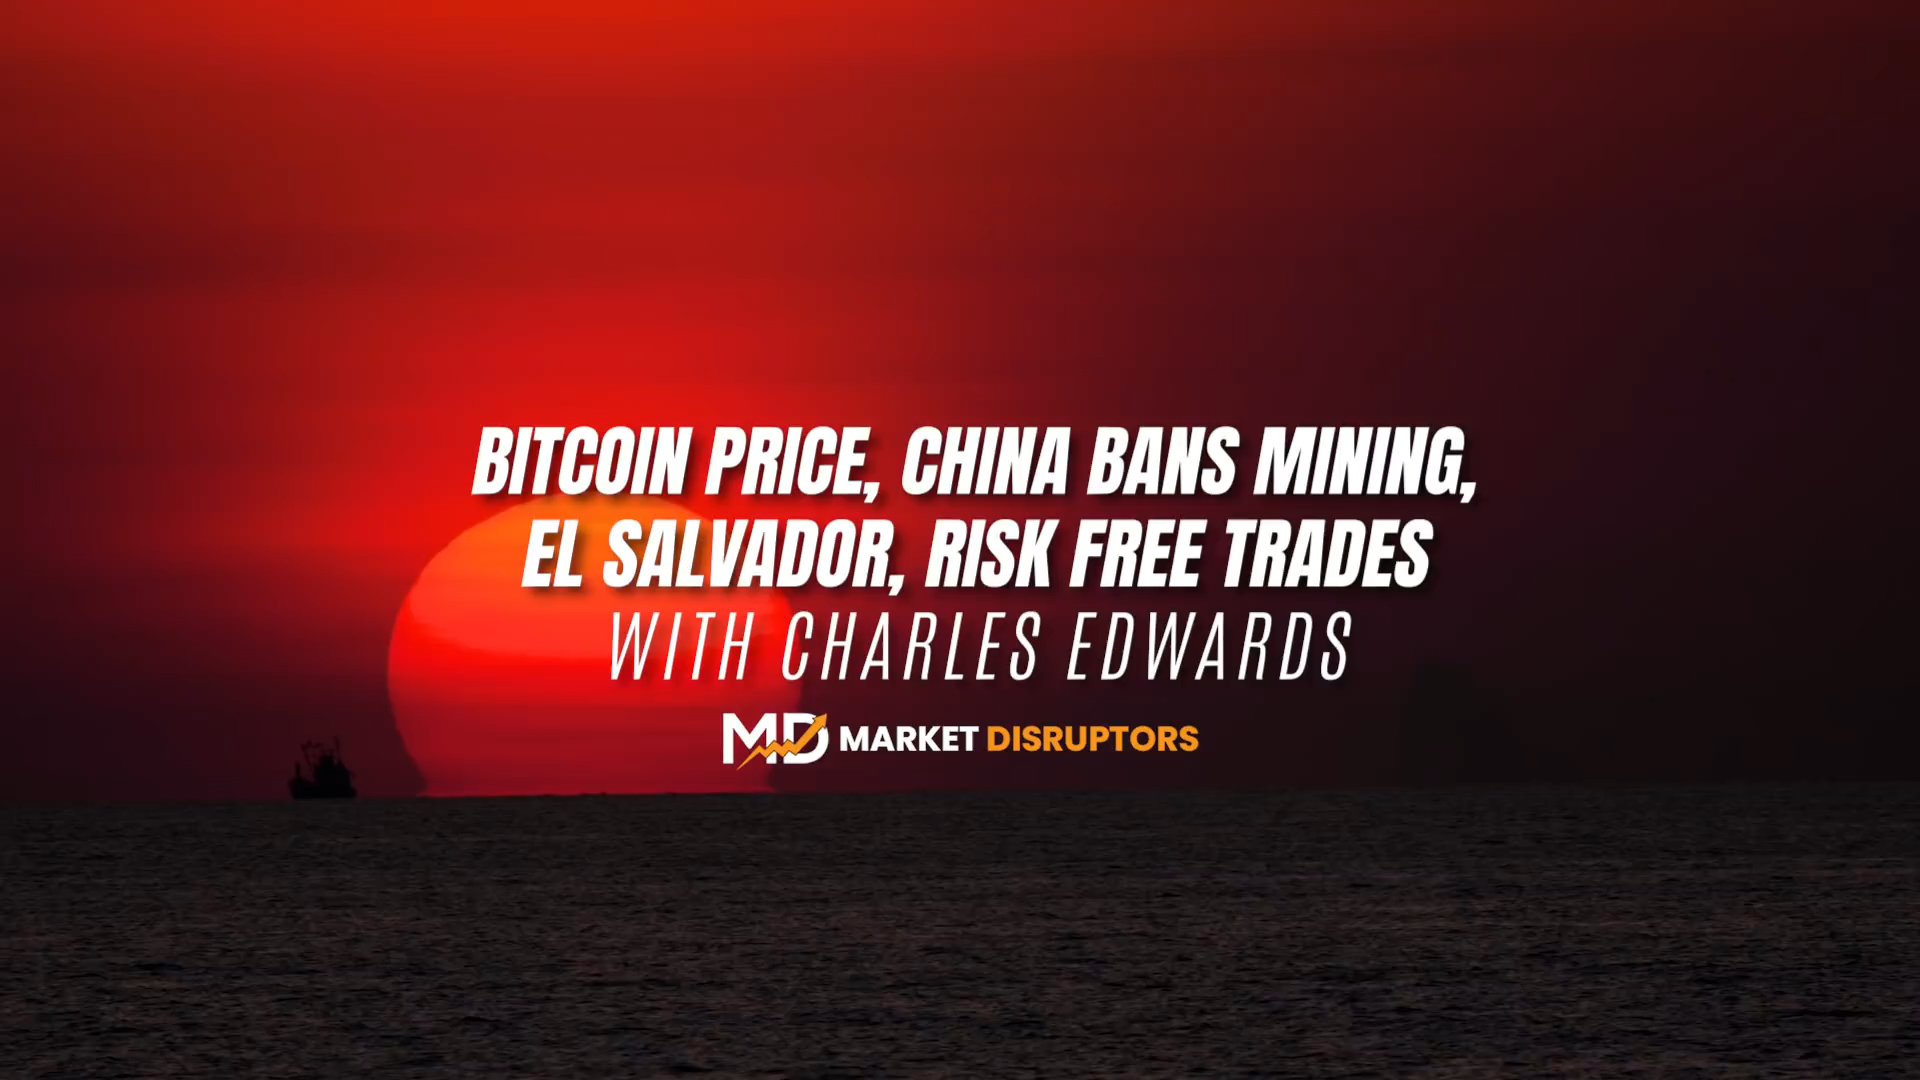 BITCOIN PRICE, CHINA BANS MINING,
EL SALVADOR, RISK FREE TRADES
WITH CHARLES EDWARDS
MD MARKET DISRUPTORS